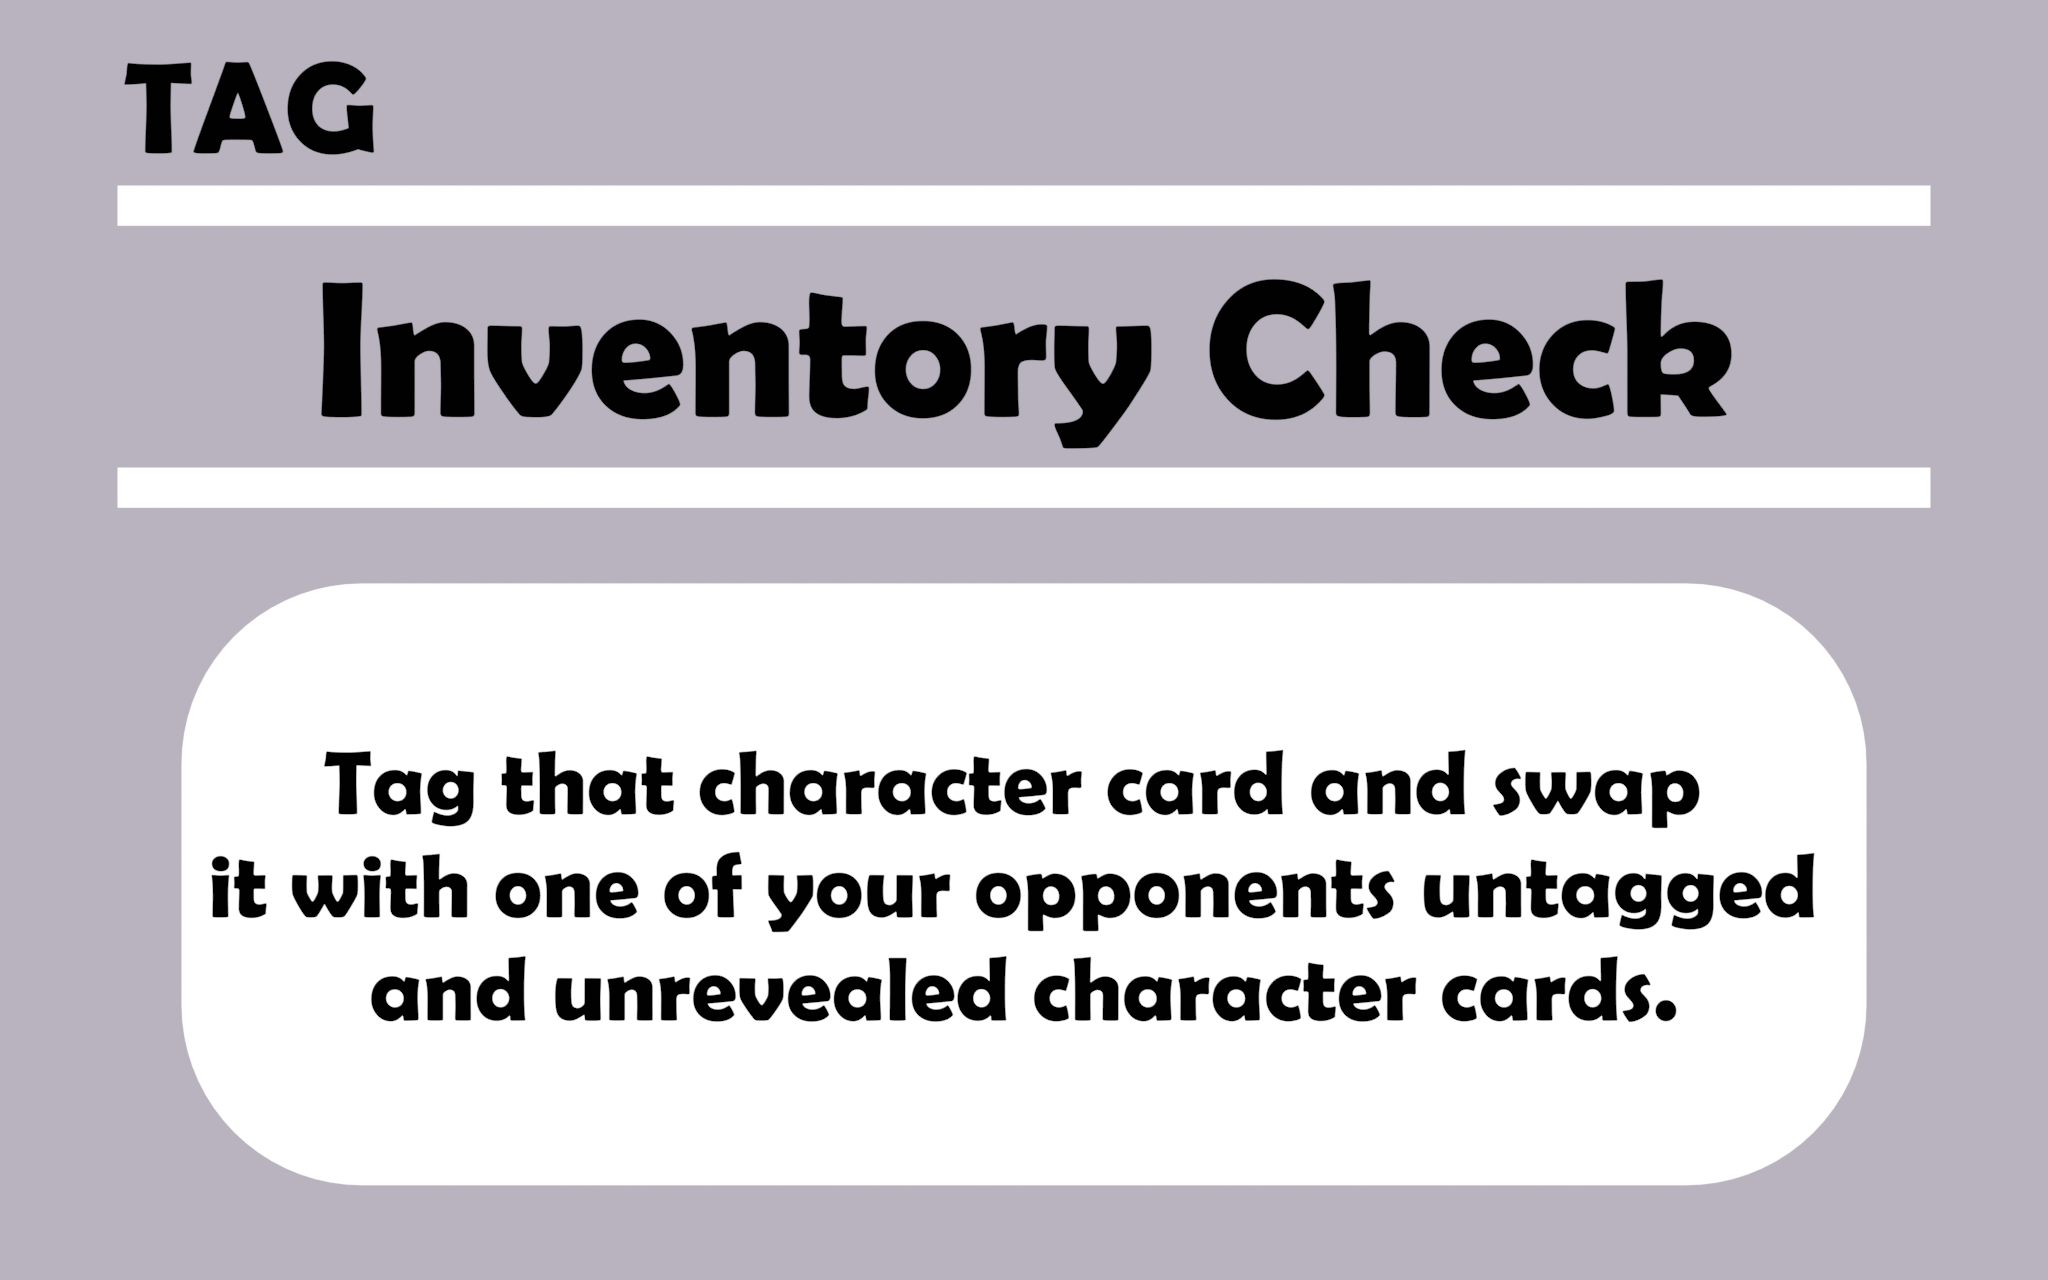 TAG
Inventory Check
Tag that character card and swap
it with one of your opponents untagged
and unrevealed character cards.